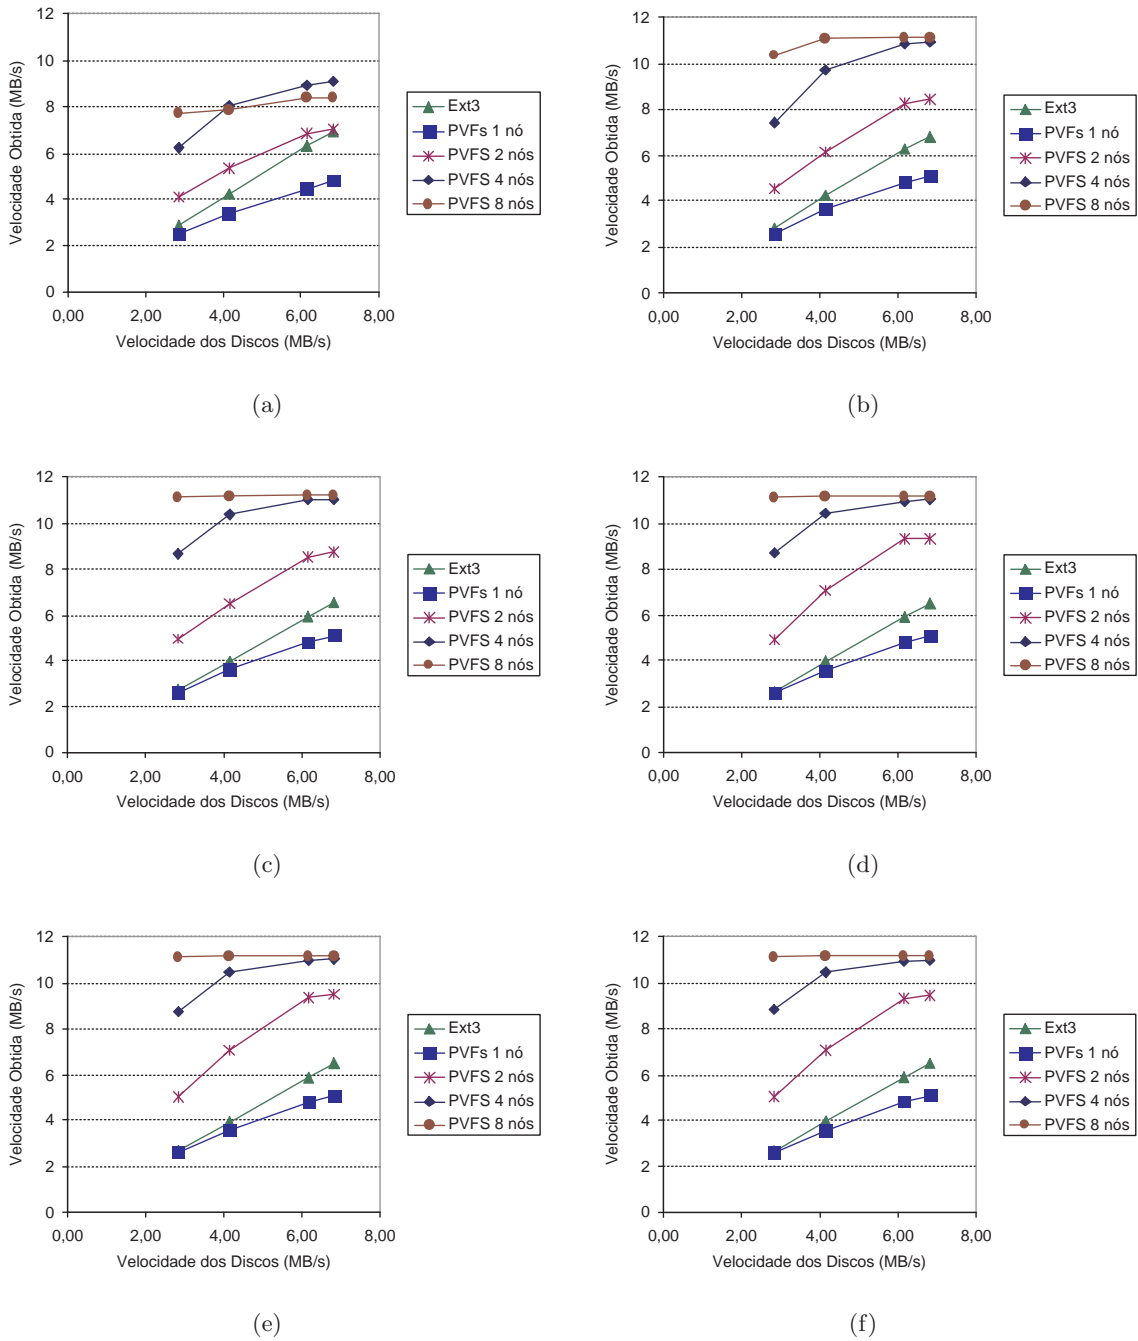 12
10
8
6
4
2
0
Velocidade Obtida (MB/s)
0,00 2,00 4,00 6,00 8,00
Velocidade dos Discos (MB/s)
Ext3
PVFs 1 nó
PVFS 2 nós
PVFS 4 nós
PVFS 8 nós
(a)
12
10
8
6
4
2
0
Velocidade Obtida (MB/s)
0,00 2,00 4,00 6,00 8,00
Velocidade dos Discos (MB/s)
Ext3
PVFs 1 nó
PVFS 2 nós
PVFS 4 nós
PVFS 8 nós
(b)
12
10
8
6
4
2
0
Velocidade Obtida (MB/s)
0,00 2,00 4,00 6,00 8,00
Velocidade dos Discos (MB/s)
Ext3
PVFs 1 nó
PVFS 2 nós
PVFS 4 nós
PVFS 8 nós
(c)
12
10
8
6
4
2
0
Velocidade Obtida (MB/s)
0,00 2,00 4,00 6,00 8,00
Velocidade dos Discos (MB/s)
Ext3
PVFs 1 nó
PVFS 2 nós
PVFS 4 nós
PVFS 8 nós
(d)
12
10
8
6
4
2
0
Velocidade Obtida (MB/s)
0,00 2,00 4,00 6,00 8,00
Velocidade dos Discos (MB/s)
Ext3
PVFs 1 nó
PVFS 2 nós
PVFS 4 nós
PVFS 8 nós
(e)
12
10
8
6
4
2
0
Velocidade Obtida (MB/s)
0,00 2,00 4,00 6,00 8,00
Velocidade dos Discos (MB/s)
Ext3
PVFs 1 nó
PVFS 2 nós
PVFS 4 nós
PVFS 8 nós
(f)